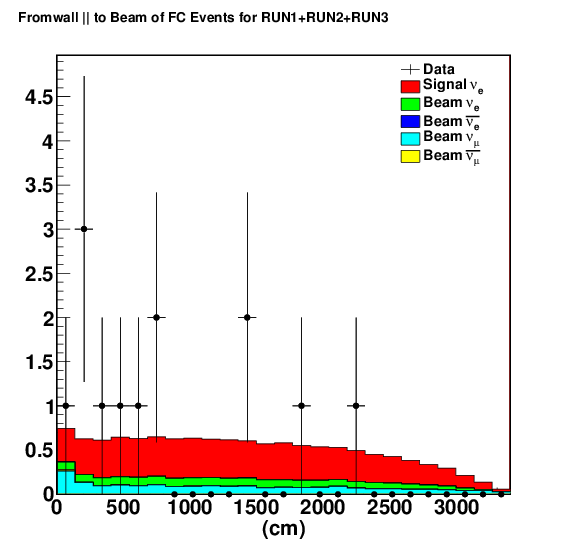 Fromwall || to Beam of FC Events for RUN1+RUN2+RUN3
Data
Signal νe
Beam νe
Beam ν̅e
Beam νμ
Beam ν̅μ
4.5
4
3.5
3
2.5
2
1.5
1
0.5
0
0 500 1000 1500 2000 2500 3000
(cm)